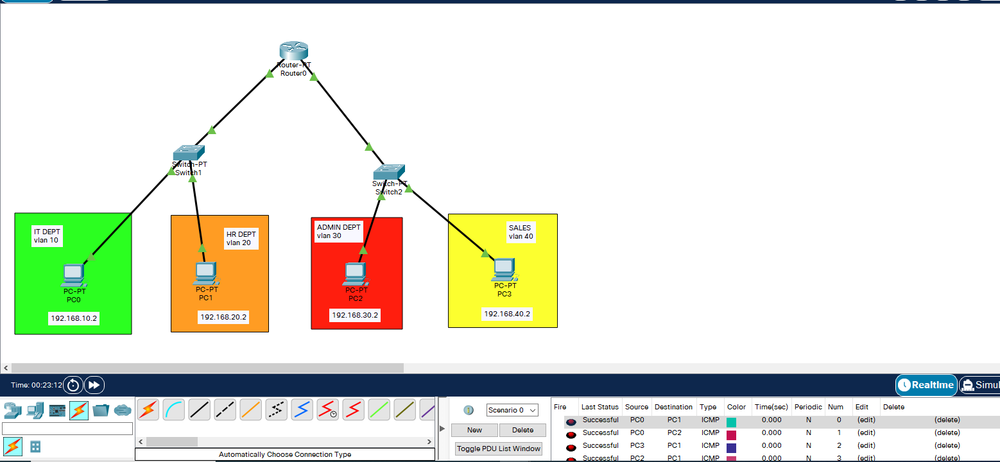 Router-PT
Router0
Switch-PT
Switch1
Switch-PT
Switch2
IT DEPT
vlan 10
HR DEPT
vlan 20
ADMIN DEPT
vlan 30
SALES
vlan 40
PC-PT
PC0
PC-PT
PC1
PC-PT
PC2
PC-PT
PC3
192.168.10.2
192.168.20.2
192.168.30.2
192.168.40.2
Time: 00:23:12
Realtime
Simul
Scenario 0
New
Delete
Toggle PDU List Window
Automatically Choose Connection Type
Fire Last Status Source Destination Type Color Time(sec) Periodic Num Edit Delete
Successful PC0 PC1 ICMP 0.000 N 0 (edit) (delete)
Successful PC0 PC2 ICMP 0.000 N 1 (edit) (delete)
Successful PC3 PC1 ICMP 0.000 N 2 (edit) (delete)
Successful PC2 PC1 ICMP 0.000 N 3 (edit) (delete)